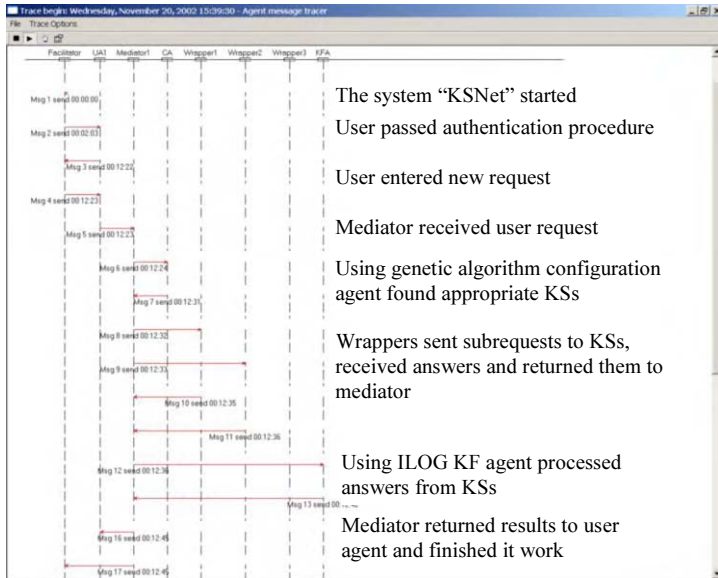 Trace begin: Wednesday, November 20, 2002 15:39:30 - Agent message tracer
File Trace Options
Facilitator UAI Mediator1 CA Wrapper1 Wrapper2 Wrapper3 KFA
Msg 1 send 00:00:00
The system “KSNet” started
Msg 2 send 00:02:03
User passed authentication procedure
Msg 3 send 00:12:22
User entered new request
Msg 4 send 00:12:23
Msg 5 send 00:12:23
Mediator received user request
Msg 6 send 00:12:24
Using genetic algorithm configuration
agent found appropriate KSs
Msg 7 send 00:12:31
Msg 8 send 00:12:32
Wrappers sent subrequests to KSs,
received answers and returned them to
mediator
Msg 9 send 00:12:33
Msg 10 send 00:12:35
Msg 11 send 00:12:36
Using ILOG KF agent processed
answers from KSs
Msg 12 send 00:12:36
Msg 13 send
Mediator returned results to user
agent and finished it work
Msg 16 send 00:12:45
Msg 17 send 00:12:45